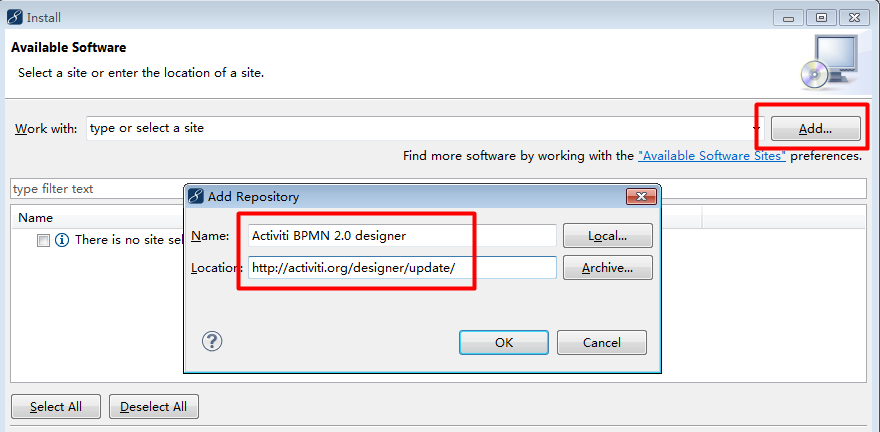 Install
Available Software
Select a site or enter the location of a site.
Work with: type or select a site Add...
Find more software by working with the "Available Software Sites" preferences.
type filter text
Name
There is no site sel
Add Repository
Name: Activiti BPMN 2.0 designer Local...
Location: http://activiti.org/designer/update/ Archive...
? OK Cancel
Select All Deselect All